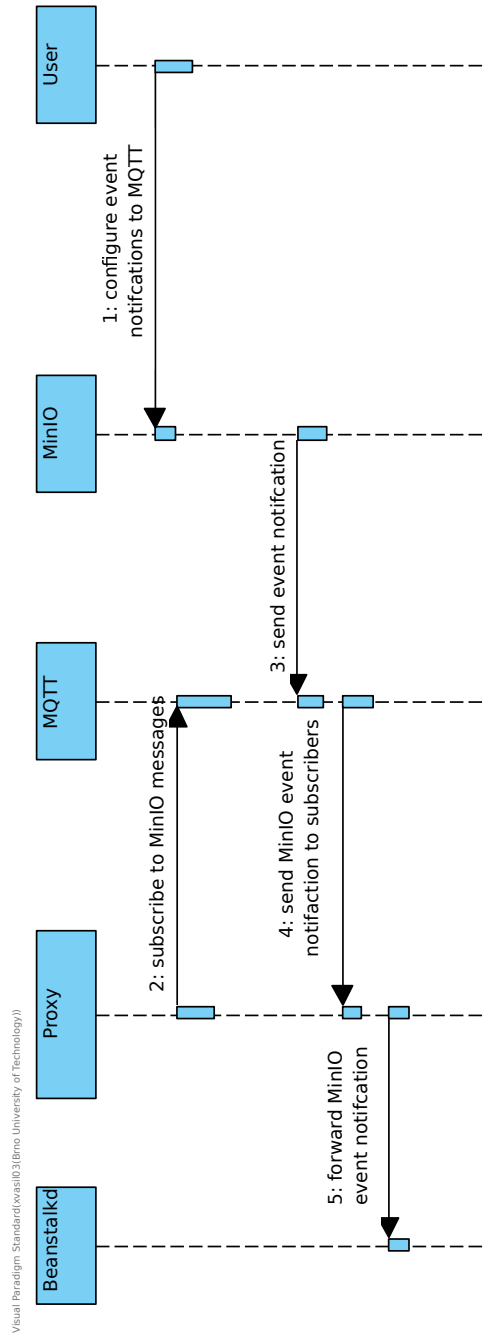 Visual Paradigm Standard(xvasil03(Brno University of Technology))
Beanstalkd
Proxy
MQTT
MinIO
User
1: configure event
notifcations to MQTT
2: subscribe to MinIO messages
3: send event notifcation
4: send MinIO event
notifaction to subscribers
5: forward MinIO
event notifcation